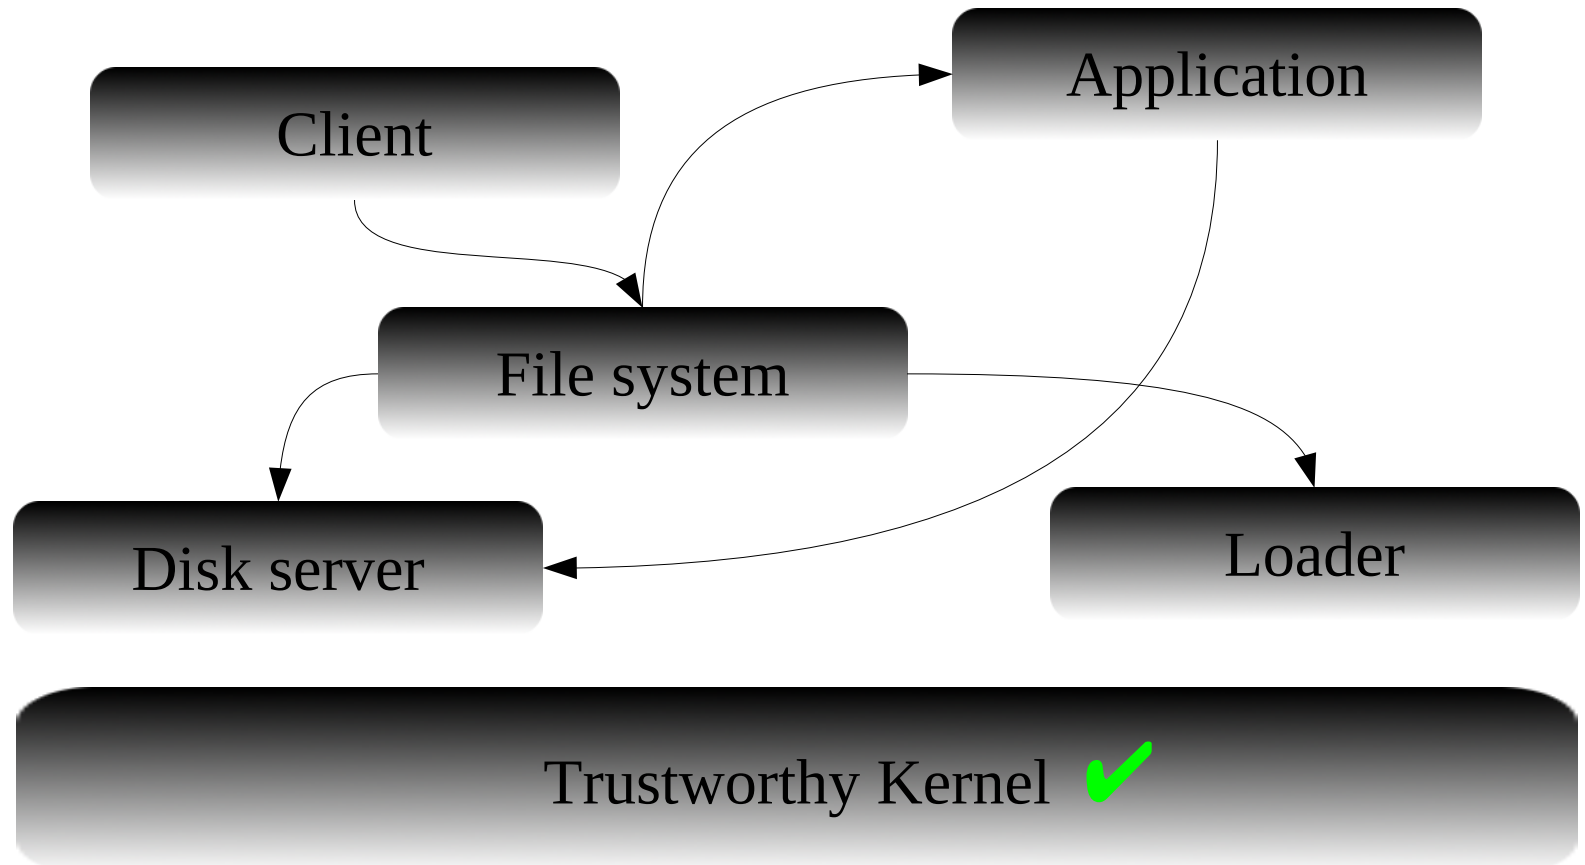 Application
Client
File system
Disk server
Loader
Trustworthy Kernel ✔